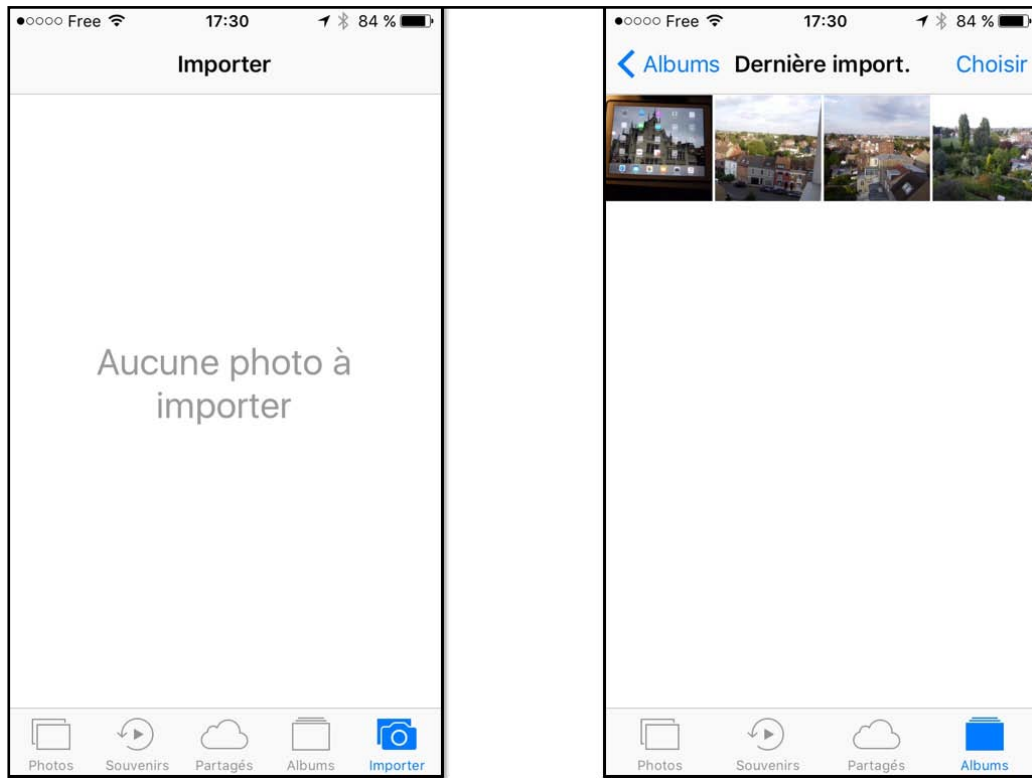 Free 17:30 84 %
Importer
Aucune photo à
importer
Photos Souvenirs Partagés Albums Importer
Free 17:30 84 %
Albums Dernière import. Choisir
Photos Souvenirs Partagés Albums